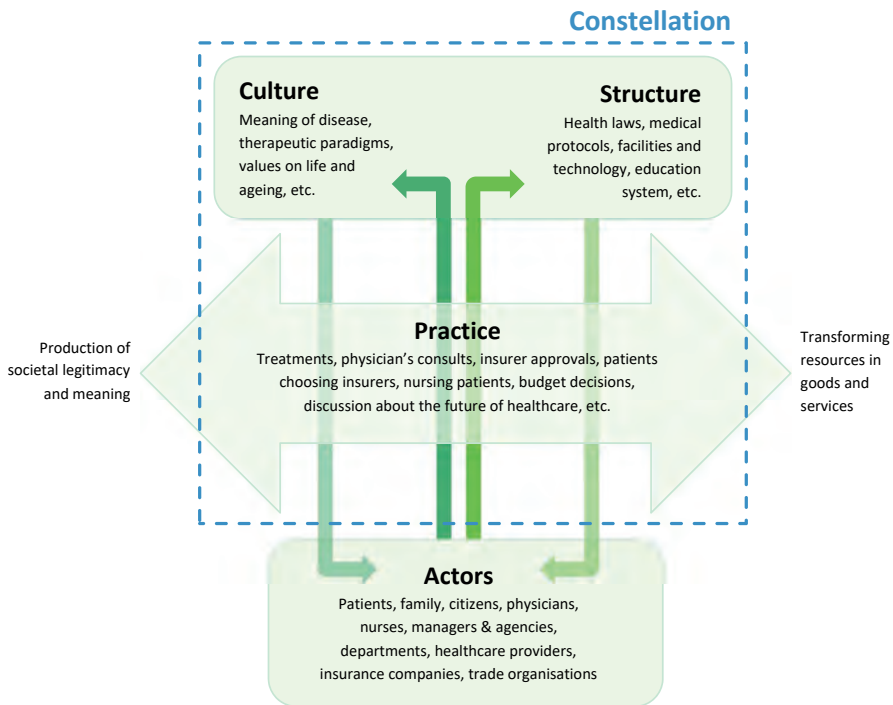 Constellation
Culture
Meaning of disease,
therapeutic paradigms,
values on life and
ageing, etc.
Structure
Health laws, medical
protocols, facilities and
technology, education
system, etc.
Production of
societal legitimacy
and meaning
Practice
Treatments, physician’s consults, insurer approvals, patients
choosing insurers, nursing patients, budget decisions,
discussion about the future of healthcare, etc.
Transforming
resources in
goods and
services
Actors
Patients, family, citizens, physicians,
nurses, managers & agencies,
departments, healthcare providers,
insurance companies, trade organisations